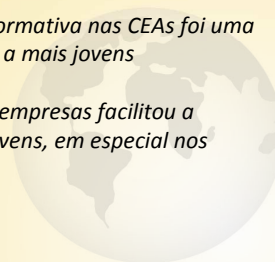 ormativa nas CEAs foi uma
a mais jovens
empresas facilitou a
vens, em especial nos